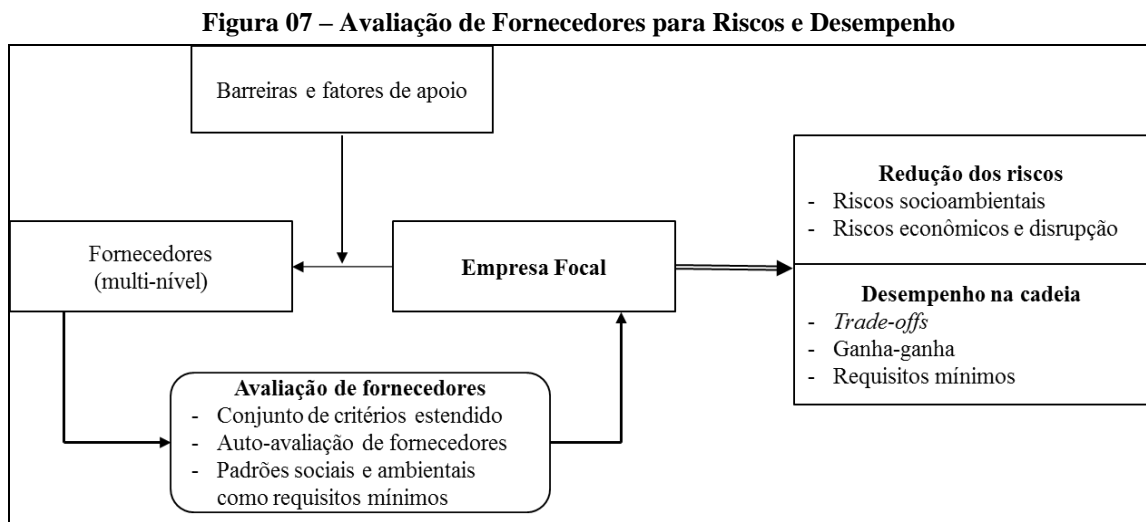 Figura 07 – Avaliação de Fornecedores para Riscos e Desempenho
Barreiras e fatores de apoio
Fornecedores
(multi-nível)
Empresa Focal
Redução dos riscos
- Riscos socioambientais
- Riscos econômicos e disrupção
Desempenho na cadeia
- Trade-offs
- Ganha-ganha
- Requisitos mínimos
Avaliação de fornecedores
- Conjunto de critérios estendido
- Auto-avaliação de fornecedores
- Padrões sociais e ambientais
como requisitos mínimos